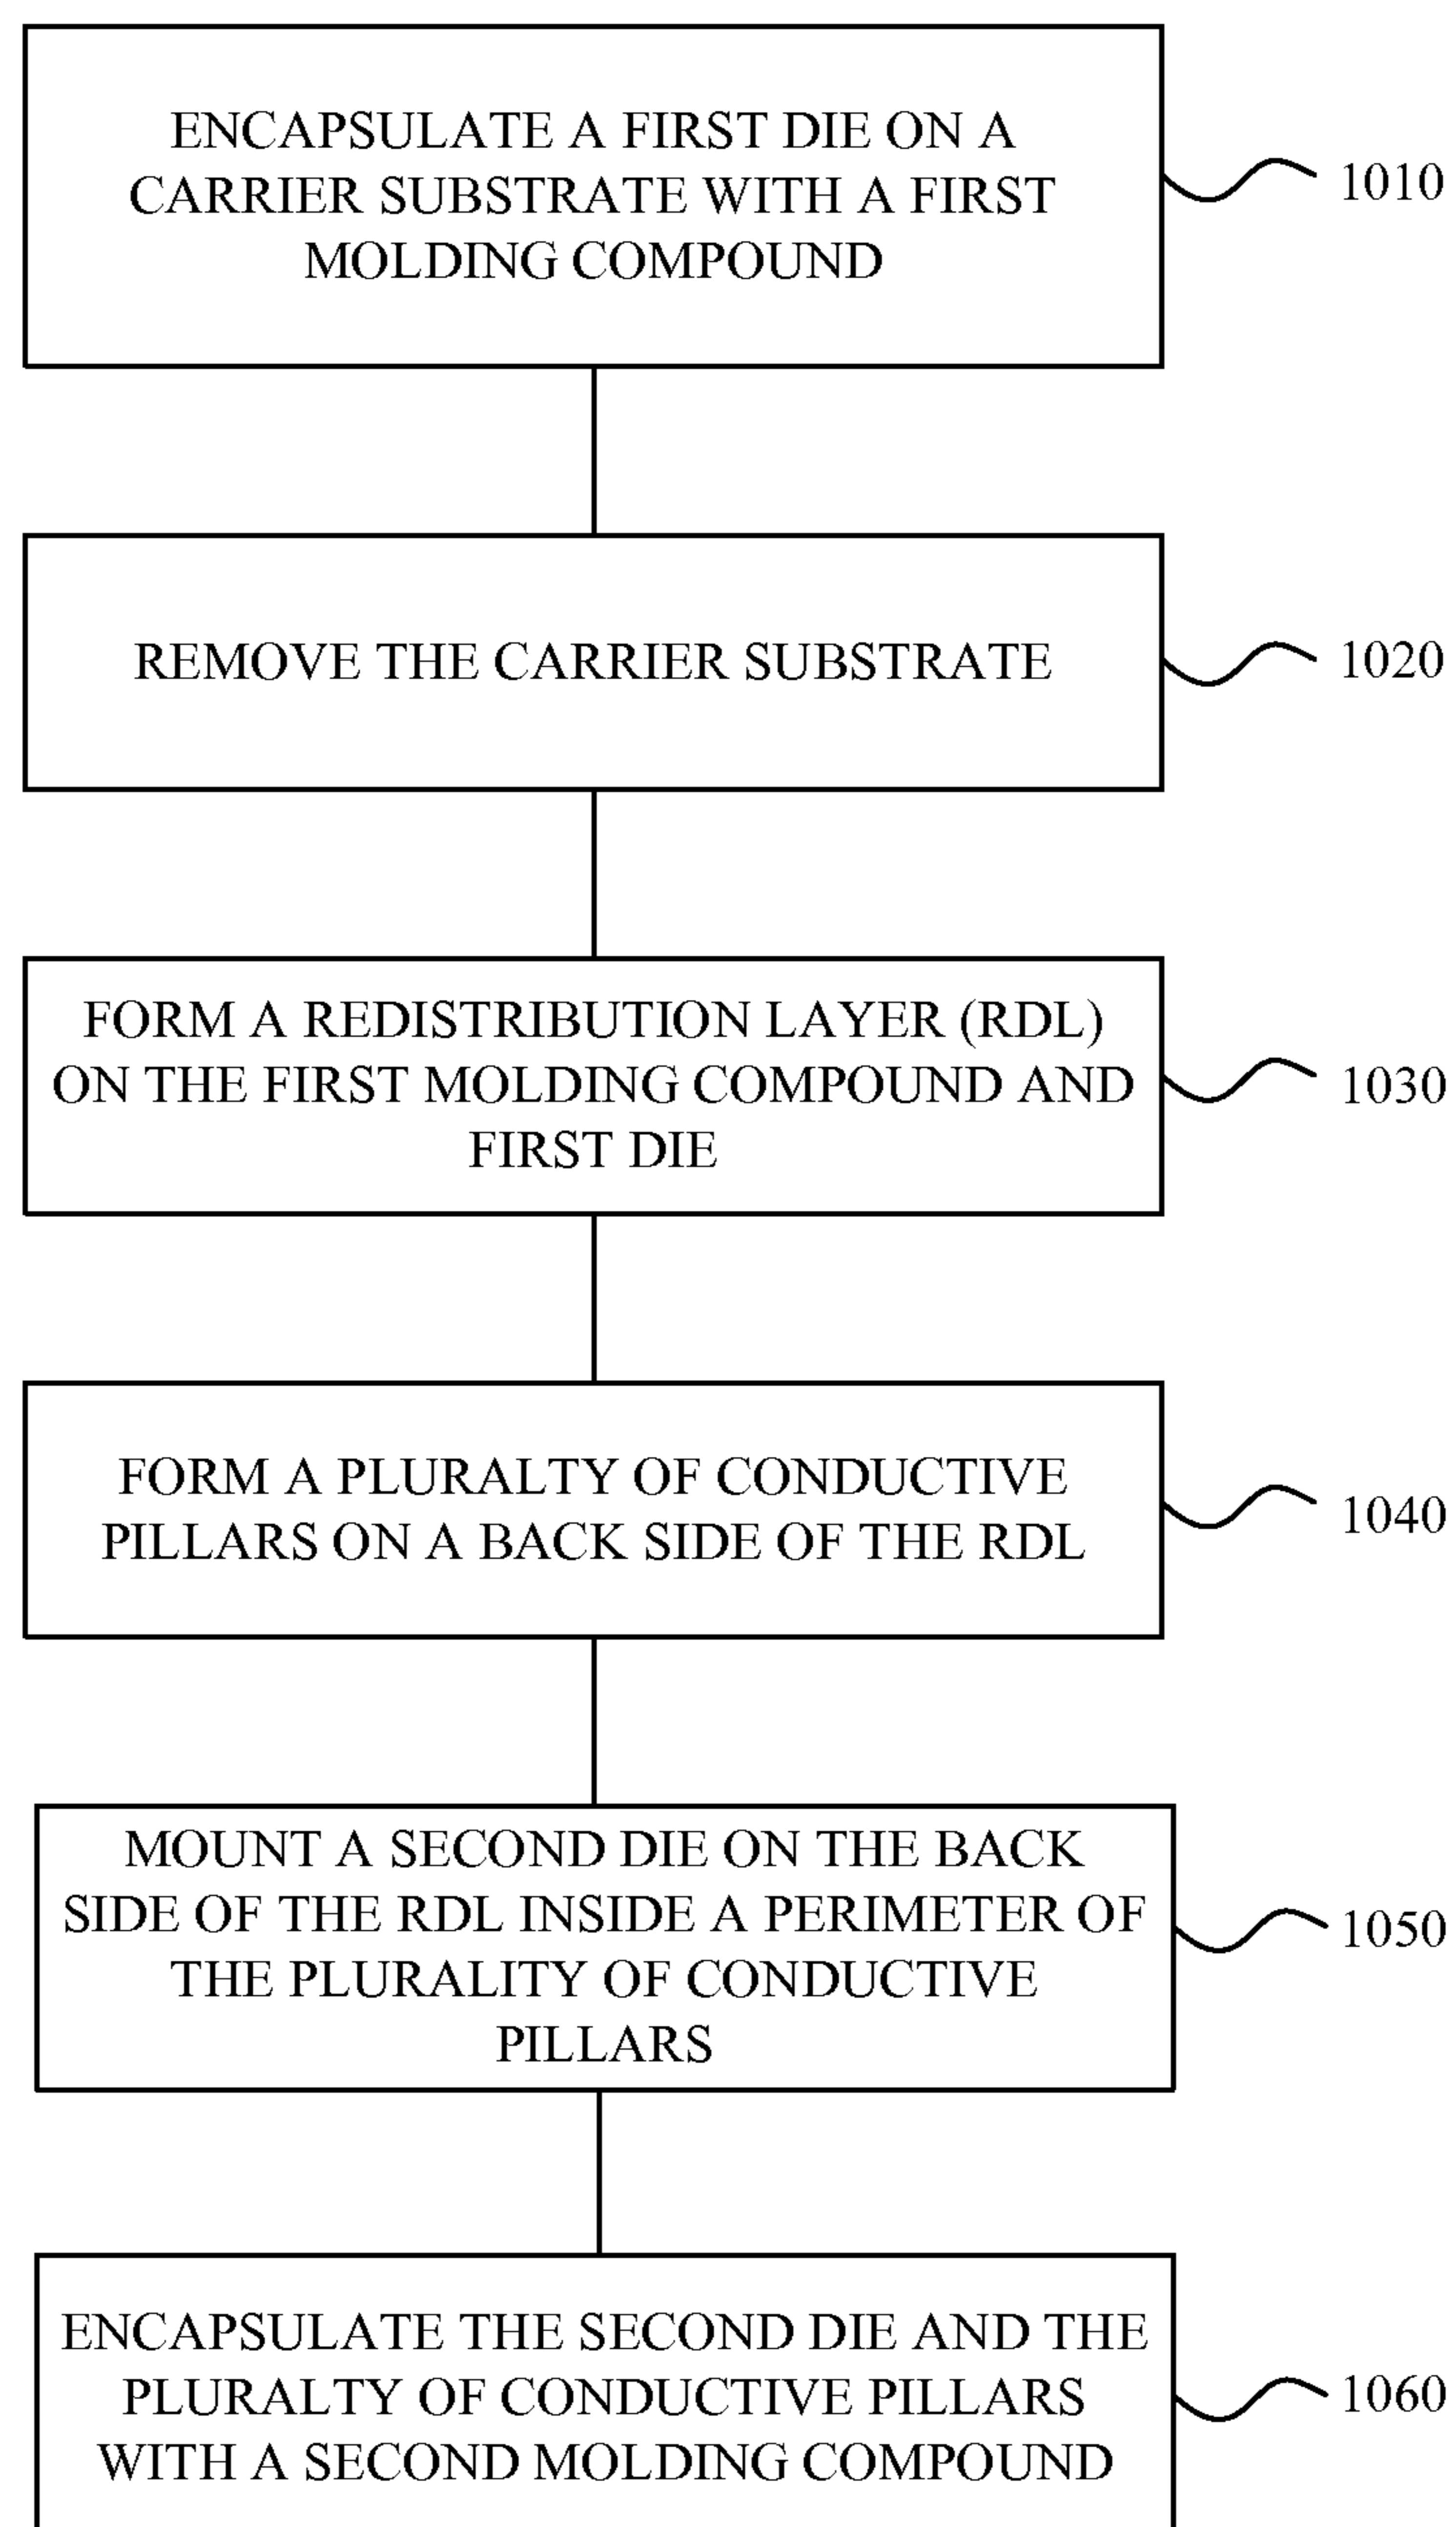 ENCAPSULATE A FIRST DIE ON A
CARRIER SUBSTRATE WITH A FIRST
MOLDING COMPOUND
1010
REMOVE THE CARRIER SUBSTRATE
1020
FORM A REDISTRIBUTION LAYER (RDL)
ON THE FIRST MOLDING COMPOUND AND
FIRST DIE
1030
FORM A PLURALTY OF CONDUCTIVE
PILLARS ON A BACK SIDE OF THE RDL
1040
MOUNT A SECOND DIE ON THE BACK
SIDE OF THE RDL INSIDE A PERIMETER OF
THE PLURALITY OF CONDUCTIVE
PILLARS
1050
ENCAPSULATE THE SECOND DIE AND THE
PLURALTY OF CONDUCTIVE PILLARS
WITH A SECOND MOLDING COMPOUND
1060